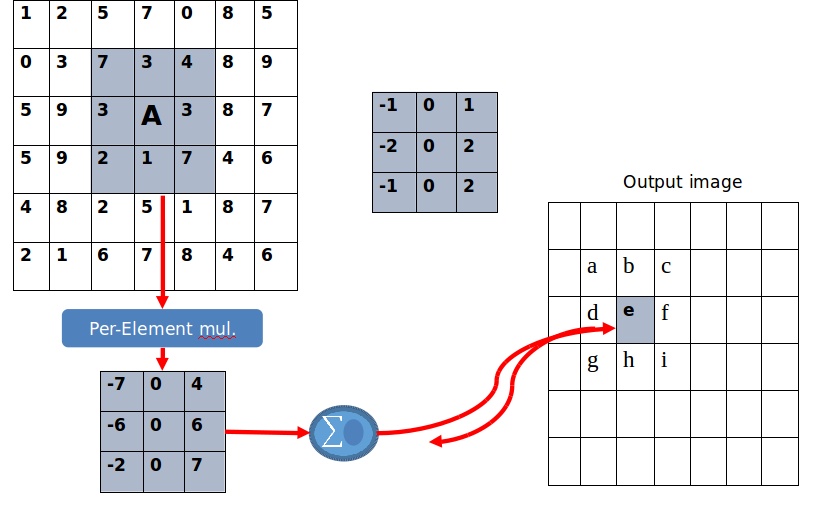 1 2 5 7 0 8 5
0 3 7 3 4 8 9
5 9 3 A 3 8 7
5 9 2 1 7 4 6
4 8 2 5 1 8 7
2 1 6 7 8 4 6
-1 0 1
-2 0 2
-1 0 2
Per-Element mul.
-7 0 4
-6 0 6
-2 0 7
Σ
Output image
a b c
d e f
g h i